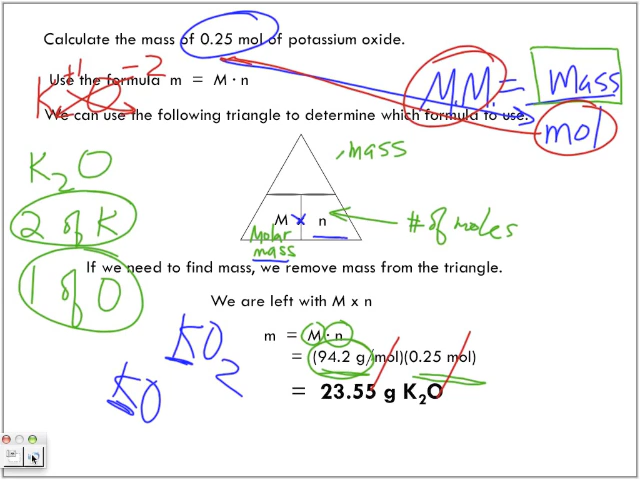 Calculate the mass of 0.25 mol of potassium oxide.
Use the formula m = M · n
K +1 O -2
M.M. = mass
mol
We can use the following triangle to determine which formula to use.
mass
K2O
2 of K
1 of O
M x n
Molar
mass
# of moles
If we need to find mass, we remove mass from the triangle.
We are left with M x n
m = M · n
= (94.2 g/mol)(0.25 mol)
= 23.55 g K₂O
KO2
KO